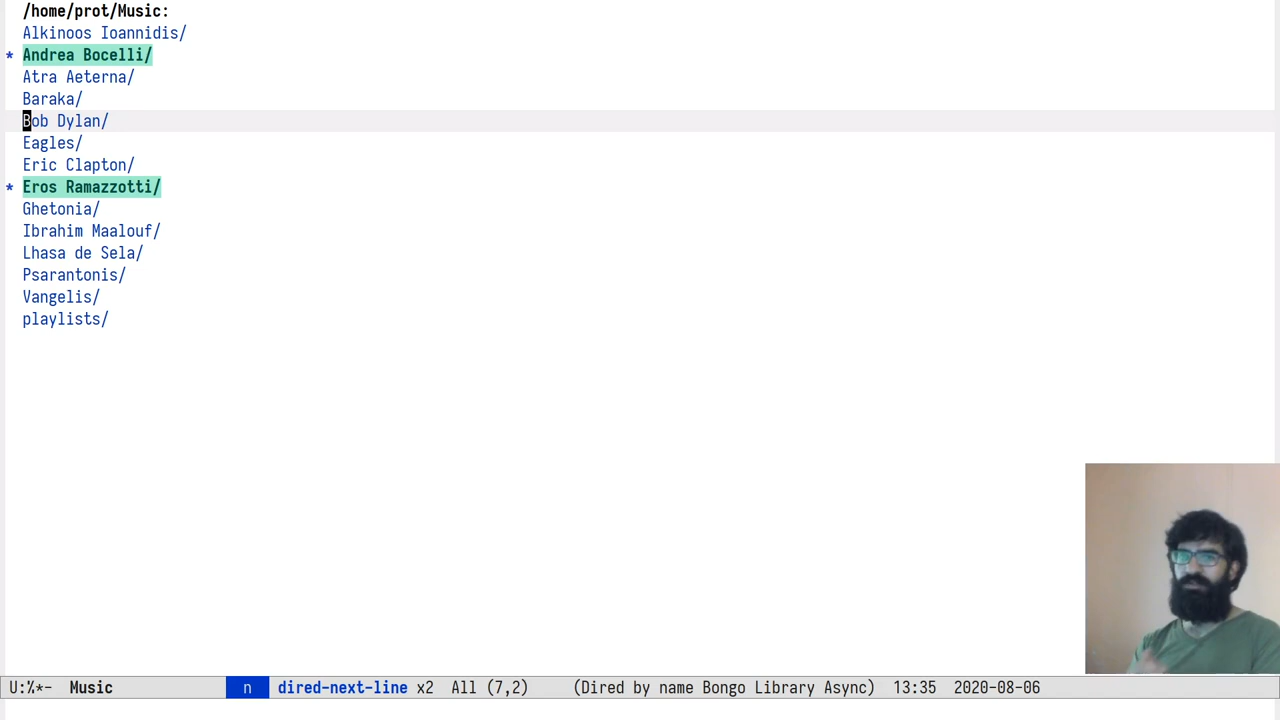 /home/prot/Music:
Alkinoos Ioannidis/
* Andrea Bocelli/
Atra Aeterna/
Baraka/
Bob Dylan/
Eagles/
Eric Clapton/
* Eros Ramazzotti/
Ghetonia/
Ibrahim Maalouf/
Lhasa de Sela/
Psarantonis/
Vangelis/
playlists/
U:%*- Music n dired-next-line x2 All (7,2) (Dired by name Bongo Library Async) 13:35 2020-08-06